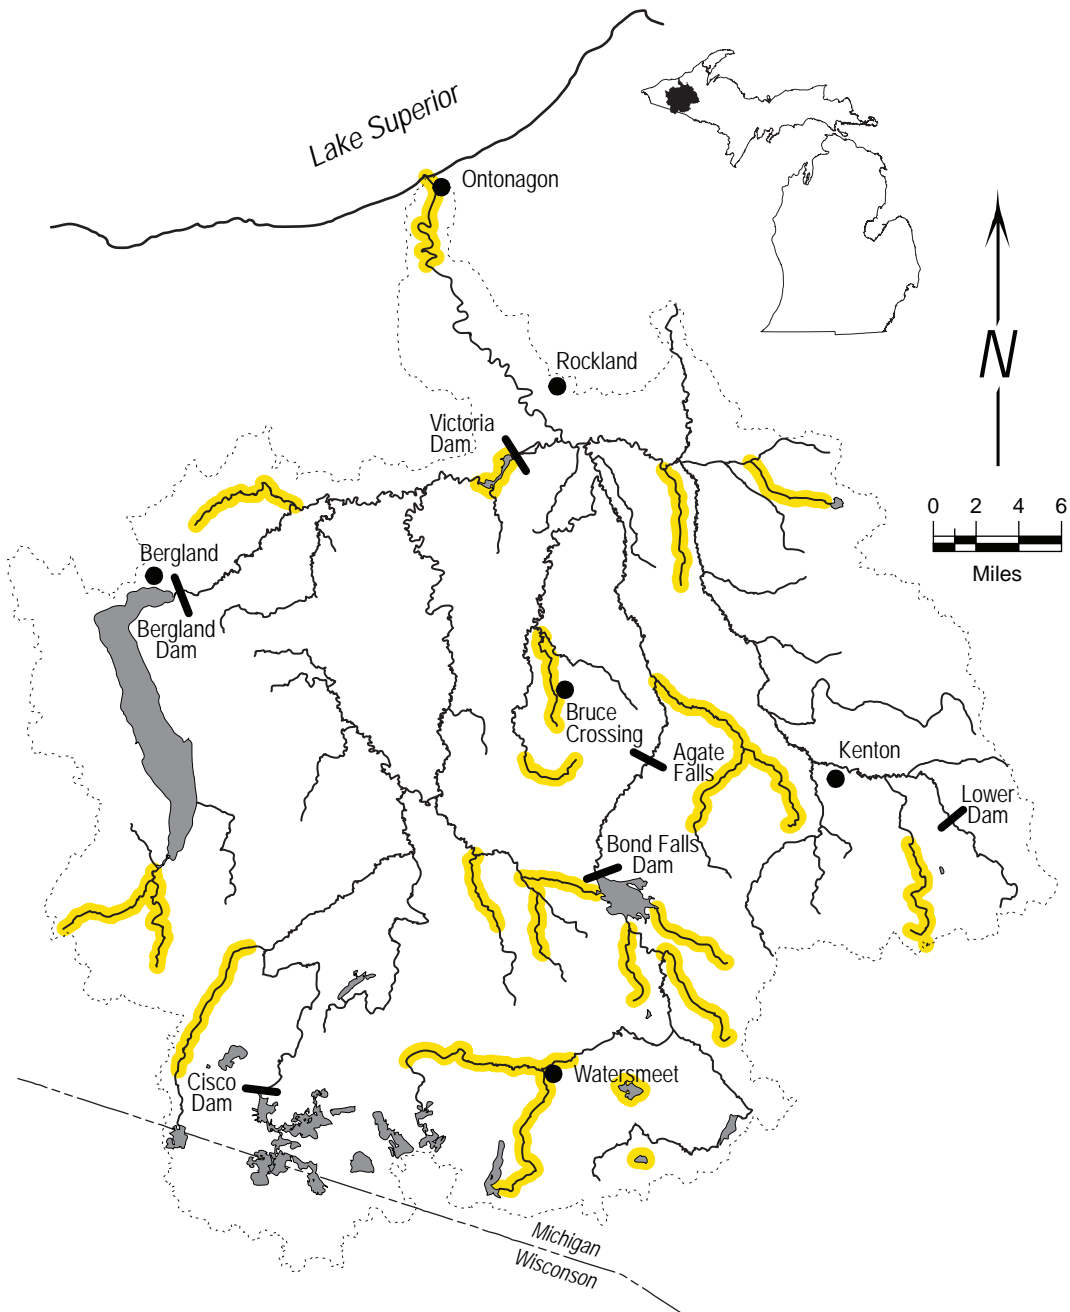 Lake Superior
Ontonagon
Rockland
N
Victoria
Dam
0 2 4 6
Miles
Bergland
Bergland
Dam
Bruce
Crossing
Agate
Falls
Kenton
Lower
Dam
Bond Falls
Dam
Cisco
Dam
Watersmeet
Michigan
Wisconson